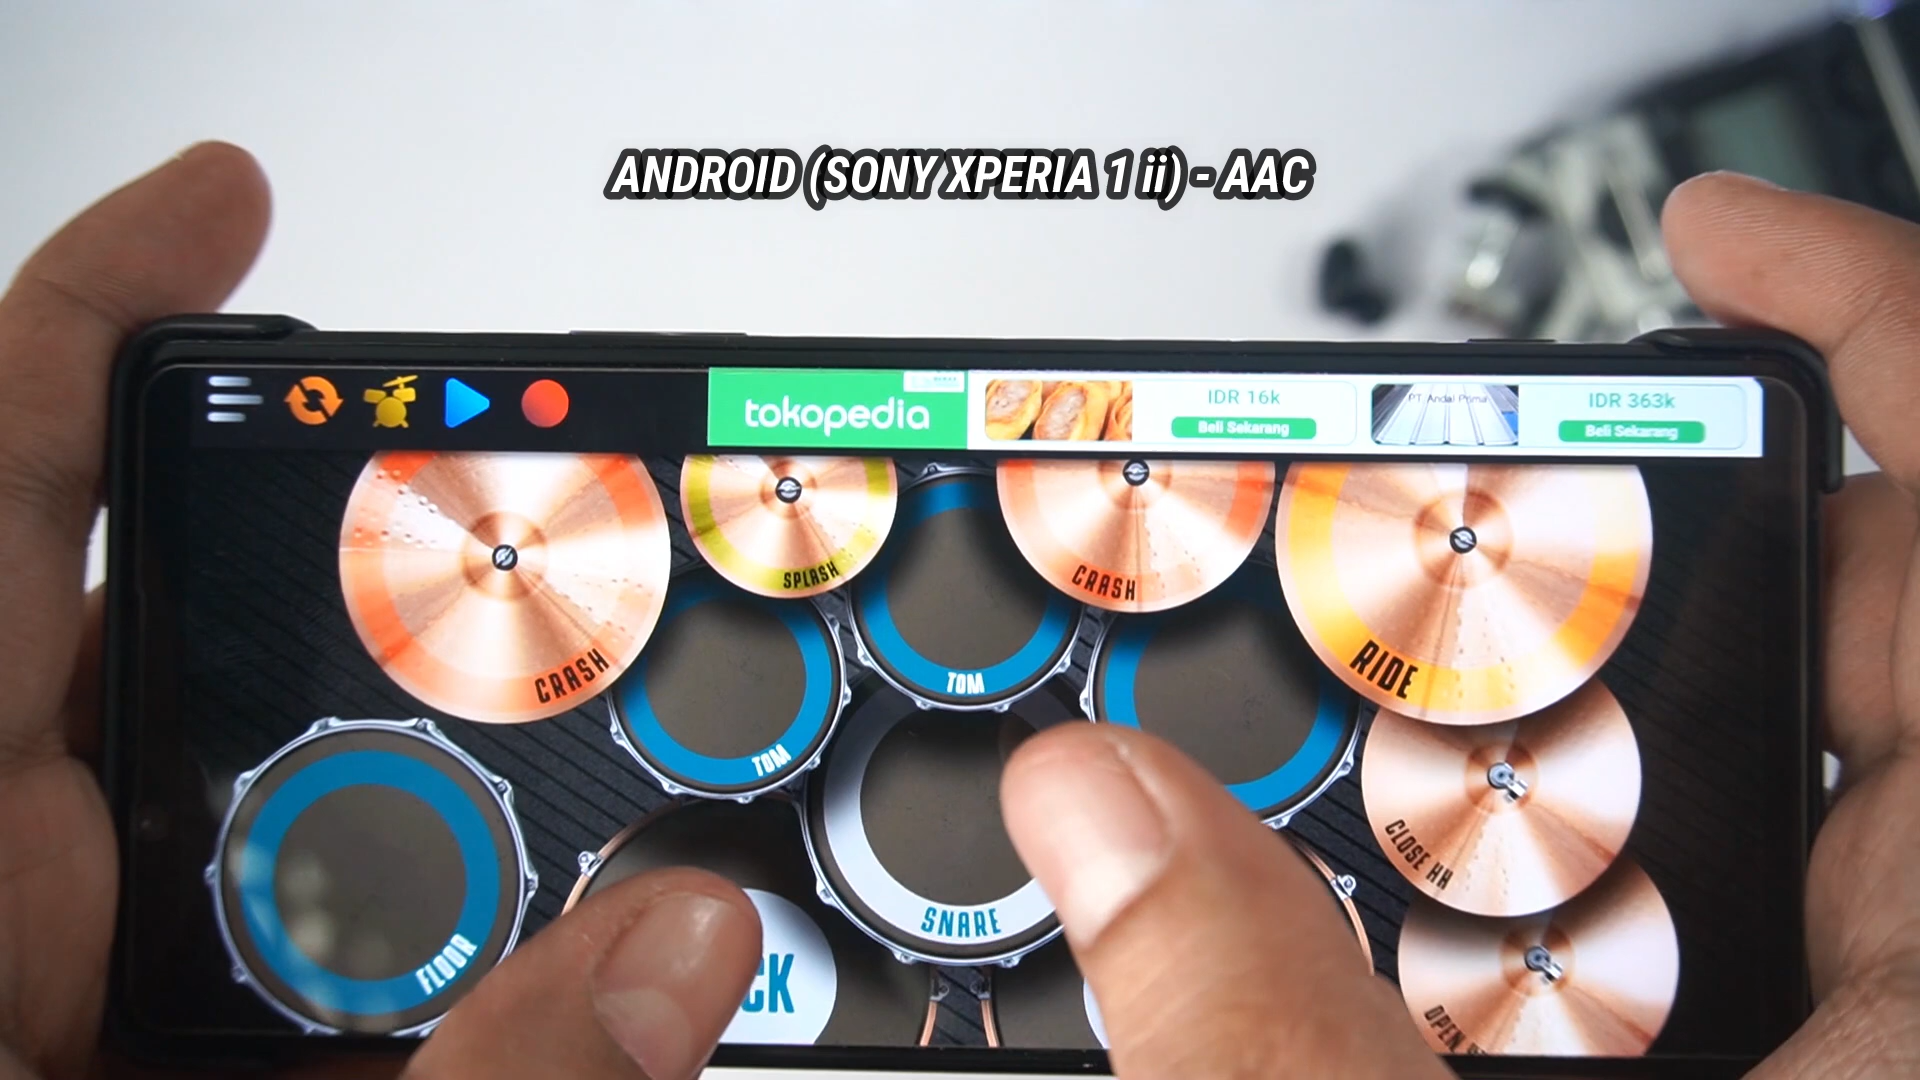 ANDROID (SONY XPERIA 1 ii) - AAC
tokopedia
IDR 16k
Beli Sekarang
PT. Andal Prima
IDR 363k
Beli Sekarang
SPLASH
CRASH
CRASH
RIDE
TOM
TOM
CLOSE HH
SNARE
FLOOR
OPEN